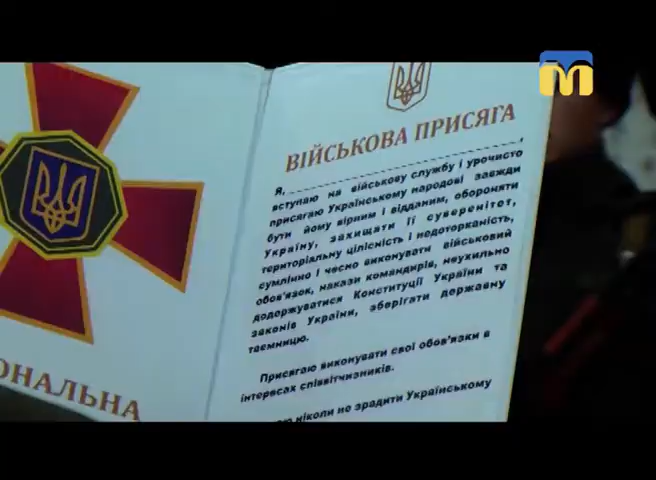 ВІЙСЬКОВА ПРИСЯГА
Я, ,
вступаю на військову службу і урочисто
присягаю Українському народові завжди
бути йому вірним і відданим, обороняти
Україну, захищати її суверенітет,
територіальну цілісність і недоторканість,
сумлінно і чесно виконувати військовий
обов'язок, накази командирів, неухильно
додержуватися Конституції України та
законів України, зберігати державну
таємницю.
Присягаю виконувати свої обов'язки в
інтересах співвітчизників.
ніколи не зрадити Українському
ОНАЛЬНА